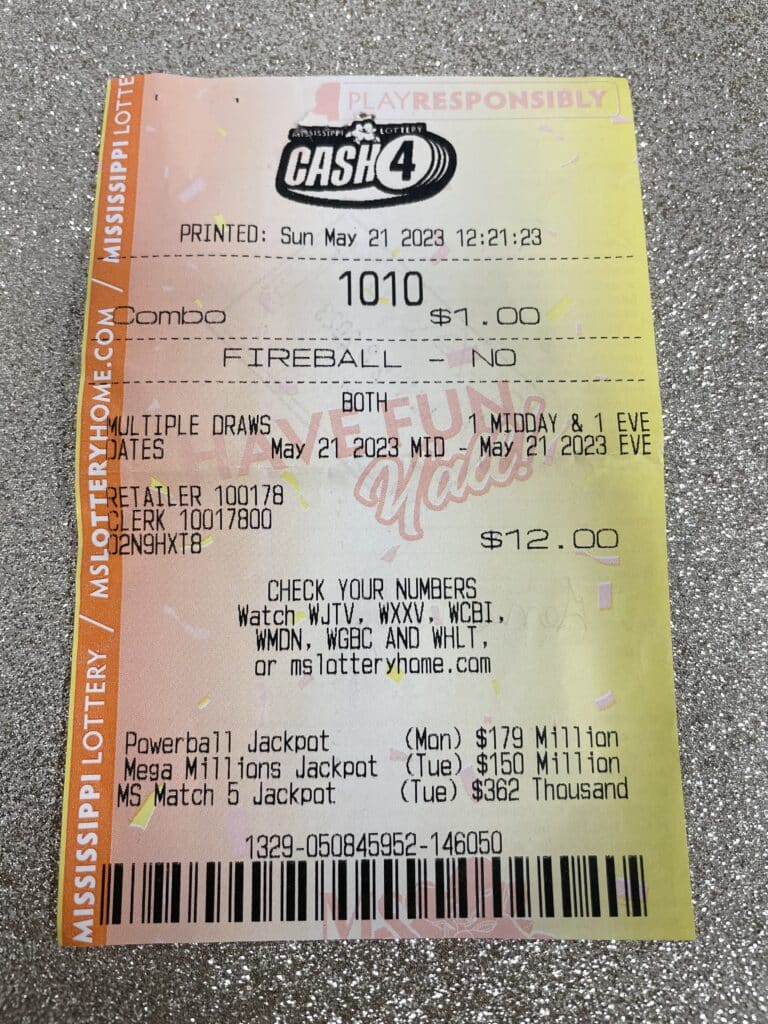 PLAYRESPONSIBLY
MISSISSIPPI LOTTERY
CASH 4
PRINTED: Sun May 21 2023 12:21:23
1010
Combo $1.00
FIREBALL - NO
BOTH
MULTIPLE DRAWS 1 MIDDAY & 1 EVE
DATES May 21 2023 MID - May 21 2023 EVE
HAVE FUN
Y'all!
RETAILER 100178
CLERK 10017800
O2N9HXT8 $12.00
CHECK YOUR NUMBERS
Watch WJTV, WXXV, WCBI,
WMDN, WGBC AND WHLT,
or mslotteryhome.com
Powerball Jackpot (Mon) $179 Million
Mega Millions Jackpot (Tue) $150 Million
MS Match 5 Jackpot (Tue) $362 Thousand
1329-050845952-146050
MISSISSIPPI LOTTERY / MSLOTTERYHOME.COM / MISSISSIPPI LOTTE